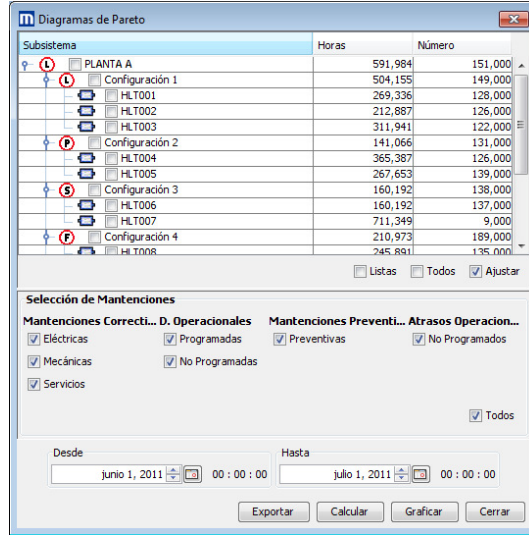 Diagramas de Pareto
Subsistema Horas Número
L PLANTA A 591,984 151,000
L Configuración 1 504,155 149,000
HLT001 269,336 128,000
HLT002 212,887 126,000
HLT003 311,941 122,000
P Configuración 2 141,066 131,000
HLT004 365,387 126,000
HLT005 267,653 139,000
S Configuración 3 160,192 138,000
HLT006 160,192 137,000
HLT007 711,349 9,000
F Configuración 4 210,973 189,000
HLT008 245,891 135,000
Listas Todos Ajustar
Selección de Mantenciones
Mantenciones Correcti... D. Operacionales Mantenciones Preventi... Atrasos Operacion...
Eléctricas Programadas Preventivas No Programados
Mecánicas No Programadas
Servicios
Todos
Desde Hasta
junio 1, 2011 00 : 00 : 00 julio 1, 2011 00 : 00 : 00
Exportar Calcular Graficar Cerrar